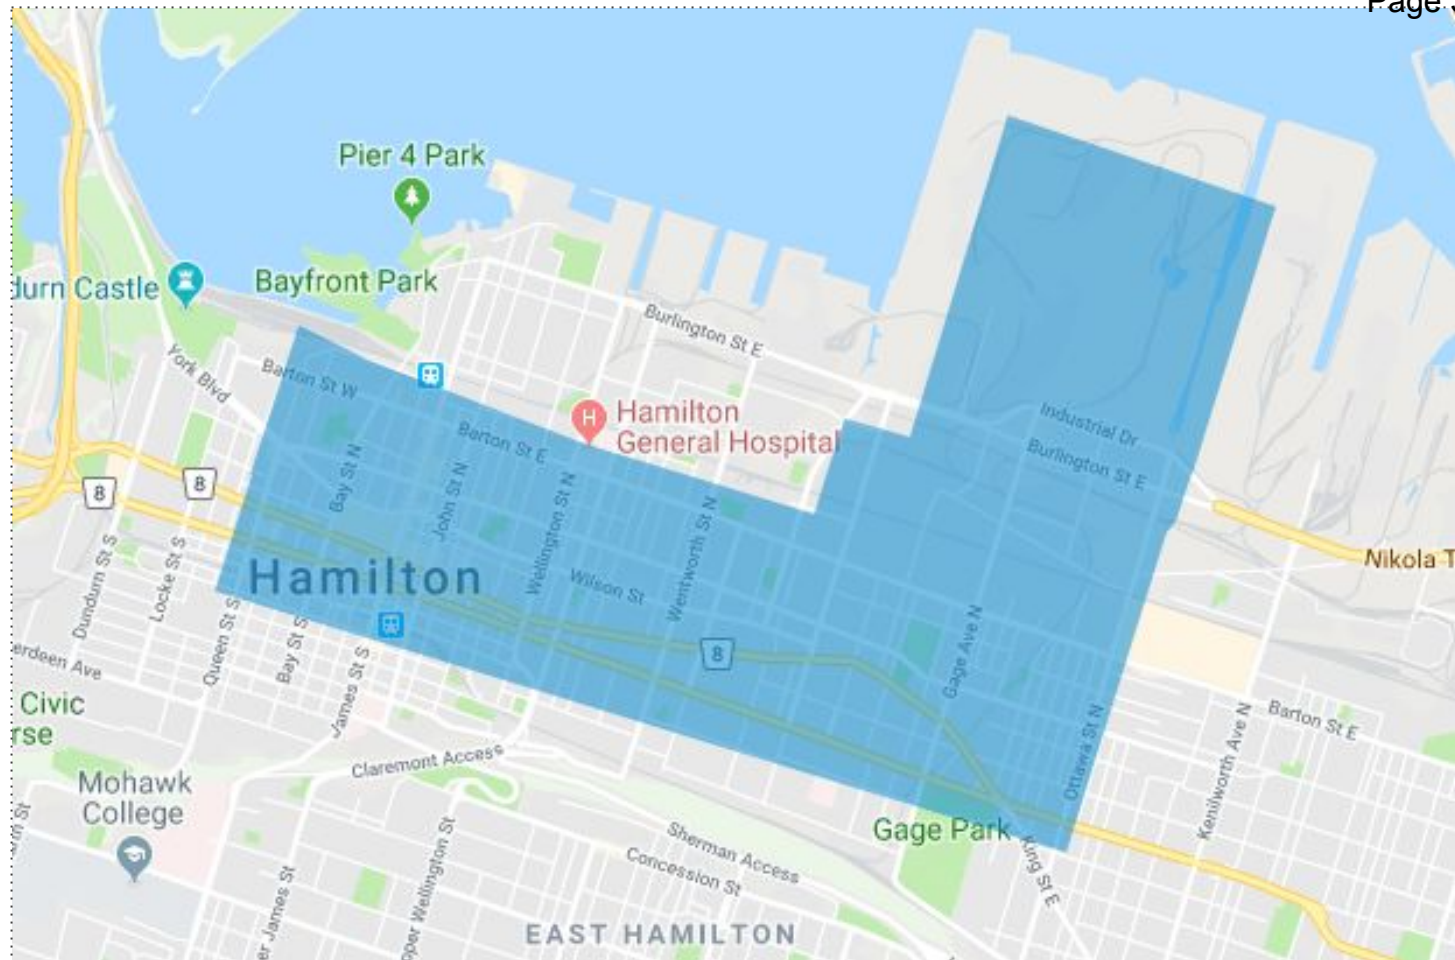 Page
Pier 4 Park
durn Castle
Bayfront Park
Burlington St E
York Blvd
Barton St W
Hamilton
General Hospital
Industrial Dr
Barton St E
Burlington St E
8
8
Bay St N
John St N
Wellington St N
Wentworth St N
Nikola T
Hamilton
Wilson St
Dundurn St S
Locke St S
Queen St S
Bay St S
James St S
8
Gage Ave N
erdeen Ave
Civic
rse
Ottawa St N
Kenilworth Ave N
Barton St E
Claremont Access
Mohawk
College
Gage Park
King St E
Sherman Access
Concession St
er James St
pper Wellington St
EAST HAMILTON